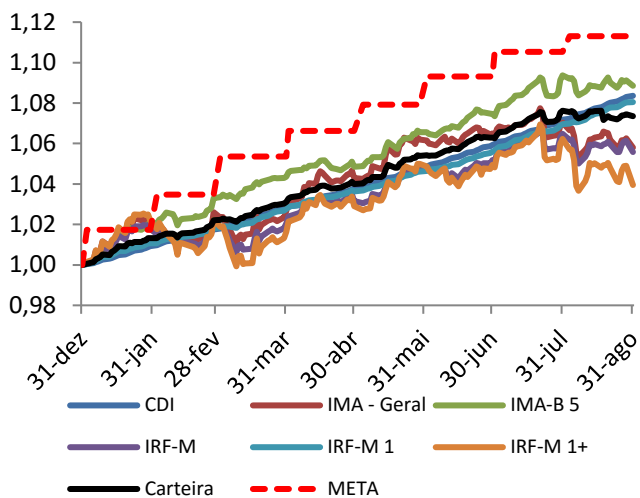 1,12
1,10
1,08
1,06
1,04
1,02
1,00
0,98
31-dez
31-jan
28-fev
31-mar
30-abr
31-mai
30-jun
31-jul
31-ago
CDI
IMA - Geral
IMA-B 5
IRF-M
IRF-M 1
IRF-M 1+
Carteira
META